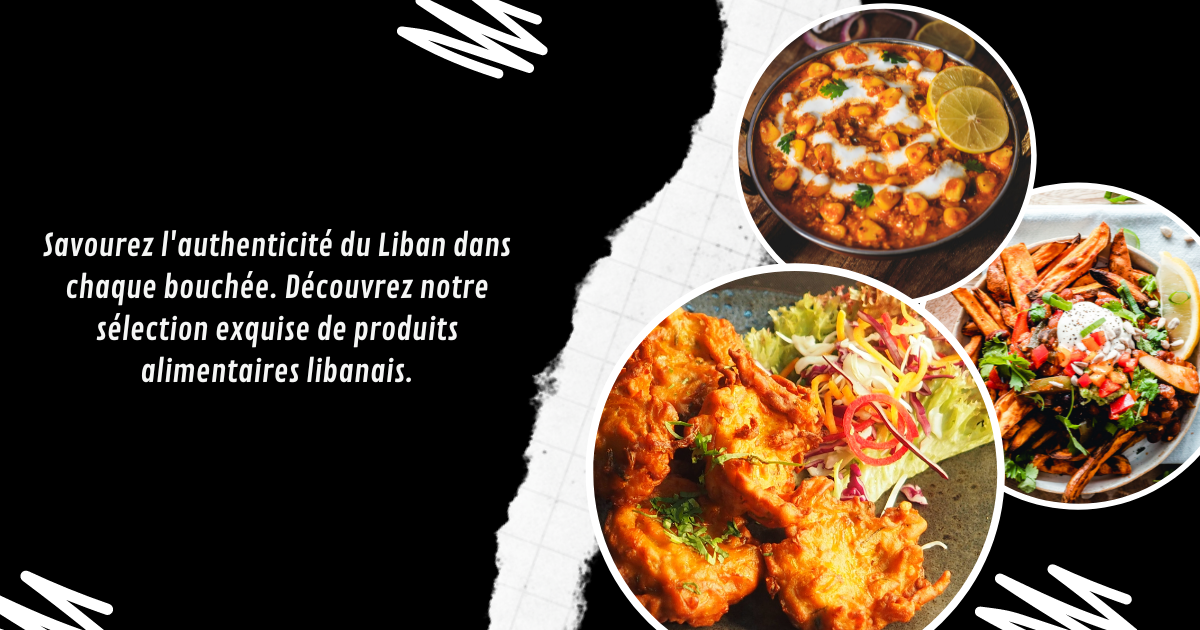 Savourez l'authenticité du Liban dans
chaque bouchée. Découvrez notre
sélection exquise de produits
alimentaires libanais.